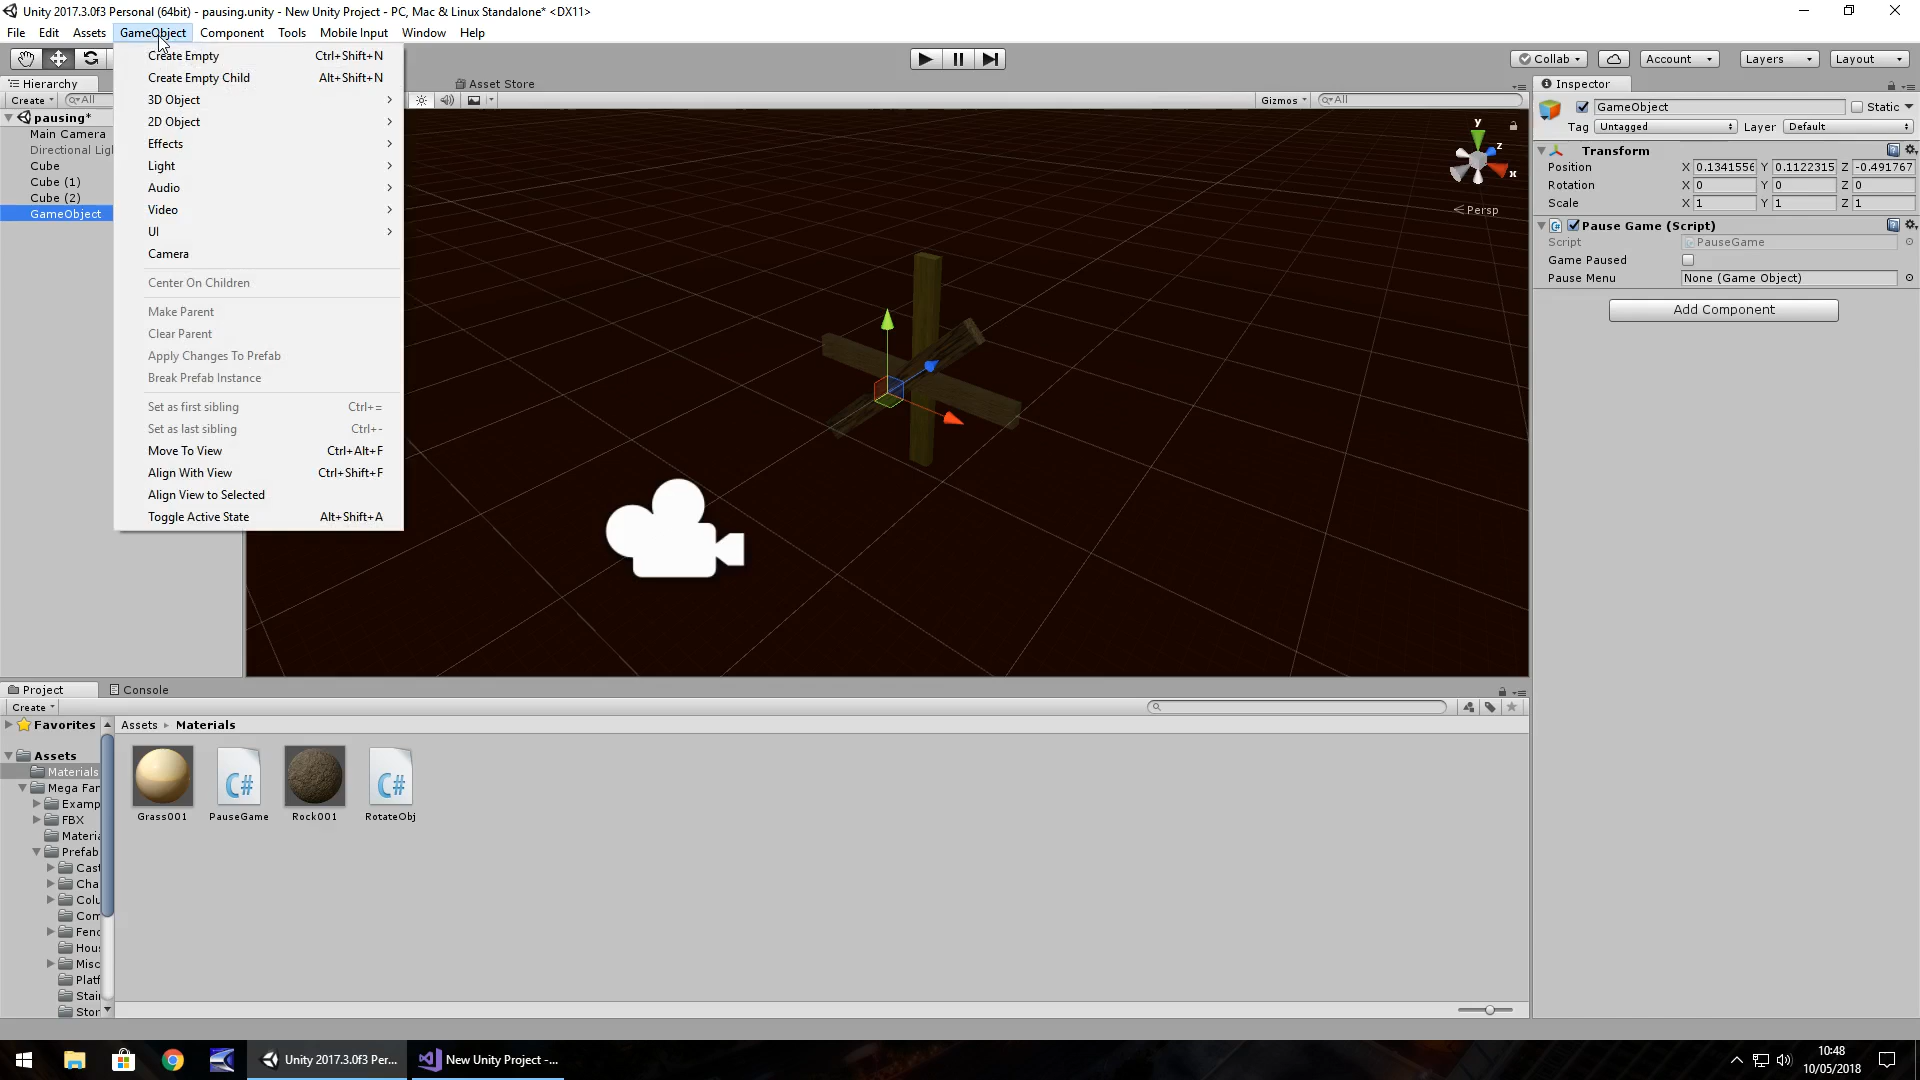 Unity 2017.3.0f3 Personal (64bit) - pausing.unity - New Unity Project - PC, Mac & Linux Standalone* <DX11>
File Edit Assets GameObject Component Tools Mobile Input Window Help
Collab Account Layers Layout
Hierarchy
Create All
pausing*
Main Camera
Directional Lig
Cube
Cube (1)
Cube (2)
GameObject
Create Empty Ctrl+Shift+N
Create Empty Child Alt+Shift+N
3D Object
2D Object
Effects
Light
Audio
Video
UI
Camera
Center On Children
Make Parent
Clear Parent
Apply Changes To Prefab
Break Prefab Instance
Set as first sibling Ctrl+=
Set as last sibling Ctrl+-
Move To View Ctrl+Alt+F
Align With View Ctrl+Shift+F
Align View to Selected
Toggle Active State Alt+Shift+A
Asset Store
Gizmos All
y
z
x
Persp
Inspector
GameObject Static
Tag Untagged Layer Default
Transform
Position X 0.1341556 Y 0.1122315 Z -0.491767
Rotation X 0 Y 0 Z 0
Scale X 1 Y 1 Z 1
Pause Game (Script)
Script PauseGame
Game Paused
Pause Menu None (Game Object)
Add Component
Project Console
Create
Favorites
Assets
Materials
Mega Fan
Examp
FBX
Materia
Prefab
Cast
Cha
Colu
Com
Fenc
Hous
Misc
Platf
Stair
Stor
Assets Materials
C# C#
Grass001 PauseGame Rock001 RotateObj
Unity 2017.3.0f3 Per... New Unity Project -...
10:48
10/05/2018